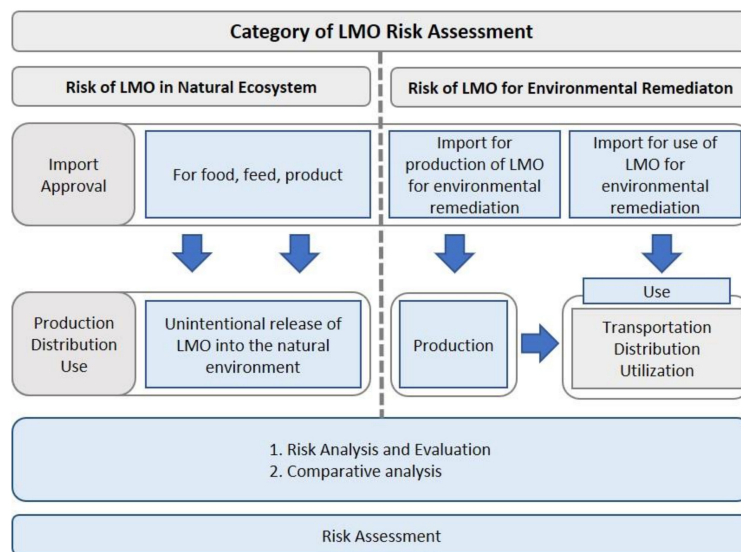 Category of LMO Risk Assessment
Risk of LMO in Natural Ecosystem
Risk of LMO for Environmental Remediaton
Import
Approval
For food, feed, product
Import for
production of LMO
for environmental
remediation
Import for use of
LMO for
environmental
remediation
Production
Distribution
Use
Unintentional release of
LMO into the natural
environment
Production
Use
Transportation
Distribution
Utilization
1. Risk Analysis and Evaluation
2. Comparative analysis
Risk Assessment